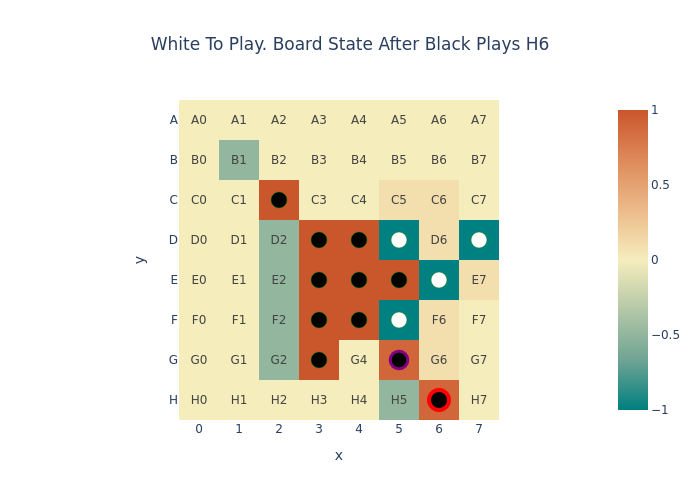 White To Play. Board State After Black Plays H6
A A0 A1 A2 A3 A4 A5 A6 A7
B B0 B1 B2 B3 B4 B5 B6 B7
C C0 C1 C3 C4 C5 C6 C7
D D0 D1 D2 D6
E E0 E1 E2 E7
F F0 F1 F2 F6 F7
G G0 G1 G2 G4 G6 G7
H H0 H1 H2 H3 H4 H5 H7
0 1 2 3 4 5 6 7
x
y
1
0.5
0
−0.5
−1